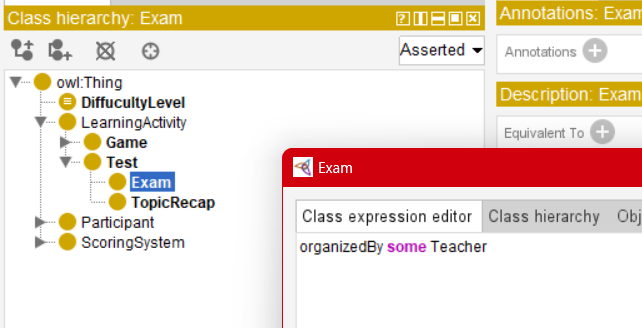 Class hierarchy: Exam
Asserted
owl:Thing
DiffucultyLevel
LearningActivity
Game
Test
Exam
TopicRecap
Participant
ScoringSystem
Annotations: Exam
Annotations
Description: Exam
Equivalent To
Exam
Class expression editor
Class hierarchy
Obj
organizedBy some Teacher